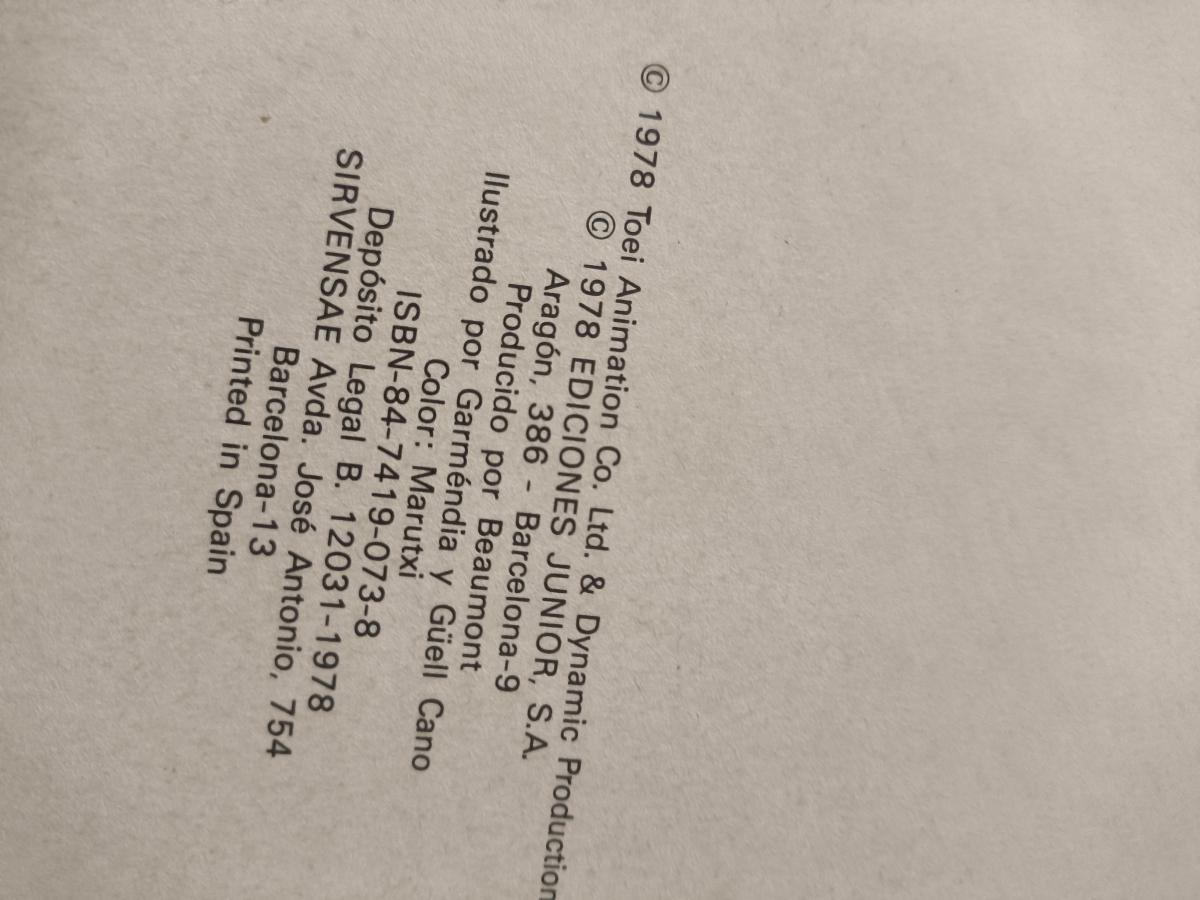 © 1978 Toei Animation Co. Ltd. & Dynamic Production
© 1978 EDICIONES JUNIOR, S.A.
Aragón, 386 - Barcelona-9
Producido por Beaumont
Ilustrado por Garméndia y Güell Cano
Color: Marutxi
ISBN-84-7419-073-8
Depósito Legal B. 12031-1978
SIRVENSAE Avda. José Antonio, 754
Barcelona-13
Printed in Spain